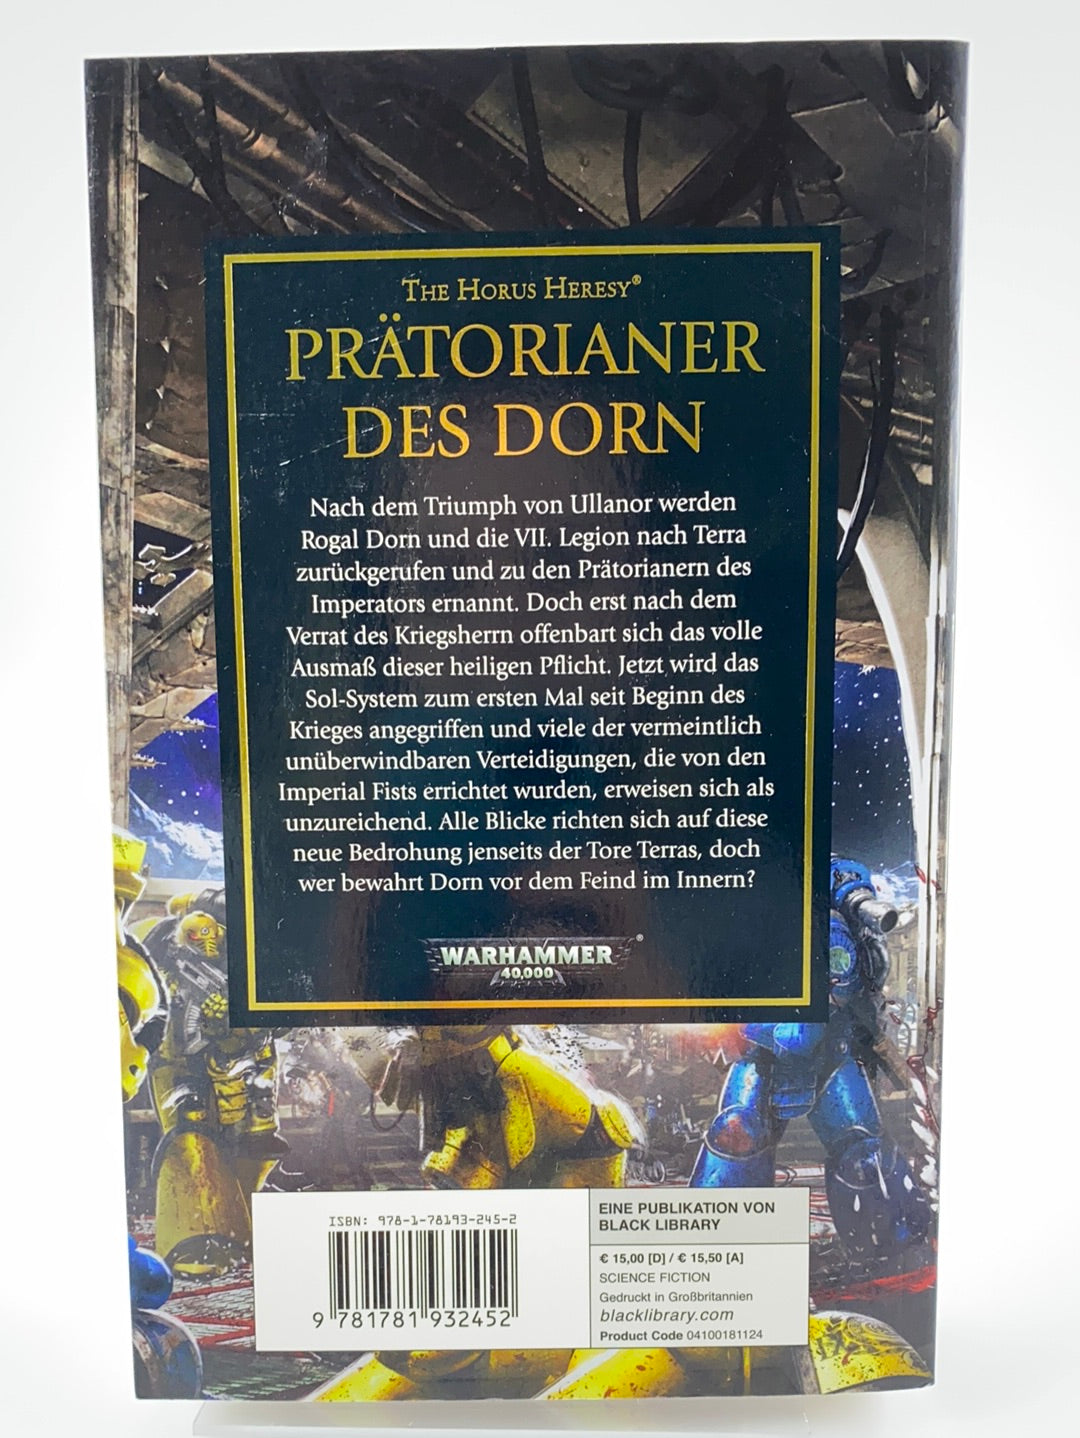 THE HORUS HERESY®
PRÄTORIANER
DES DORN
Nach dem Triumph von Ullanor werden
Rogal Dorn und die VII. Legion nach Terra
zurückgerufen und zu den Prätorianern des
Imperators ernannt. Doch erst nach dem
Verrat des Kriegsherrn offenbart sich das volle
Ausmaß dieser heiligen Pflicht. Jetzt wird das
Sol-System zum ersten Mal seit Beginn des
Krieges angegriffen und viele der vermeintlich
unüberwindbaren Verteidigungen, die von den
Imperial Fists errichtet wurden, erweisen sich als
unzureichend. Alle Blicke richten sich auf diese
neue Bedrohung jenseits der Tore Terras, doch
wer bewahrt Dorn vor dem Feind im Innern?
WARHAMMER®
40,000
ISBN: 978-1-78193-245-2
9 781781 932452
EINE PUBLIKATION VON
BLACK LIBRARY
€ 15,00 [D] / € 15,50 [A]
SCIENCE FICTION
Gedruckt in Großbritannien
blacklibrary.com
Product Code 04100181124